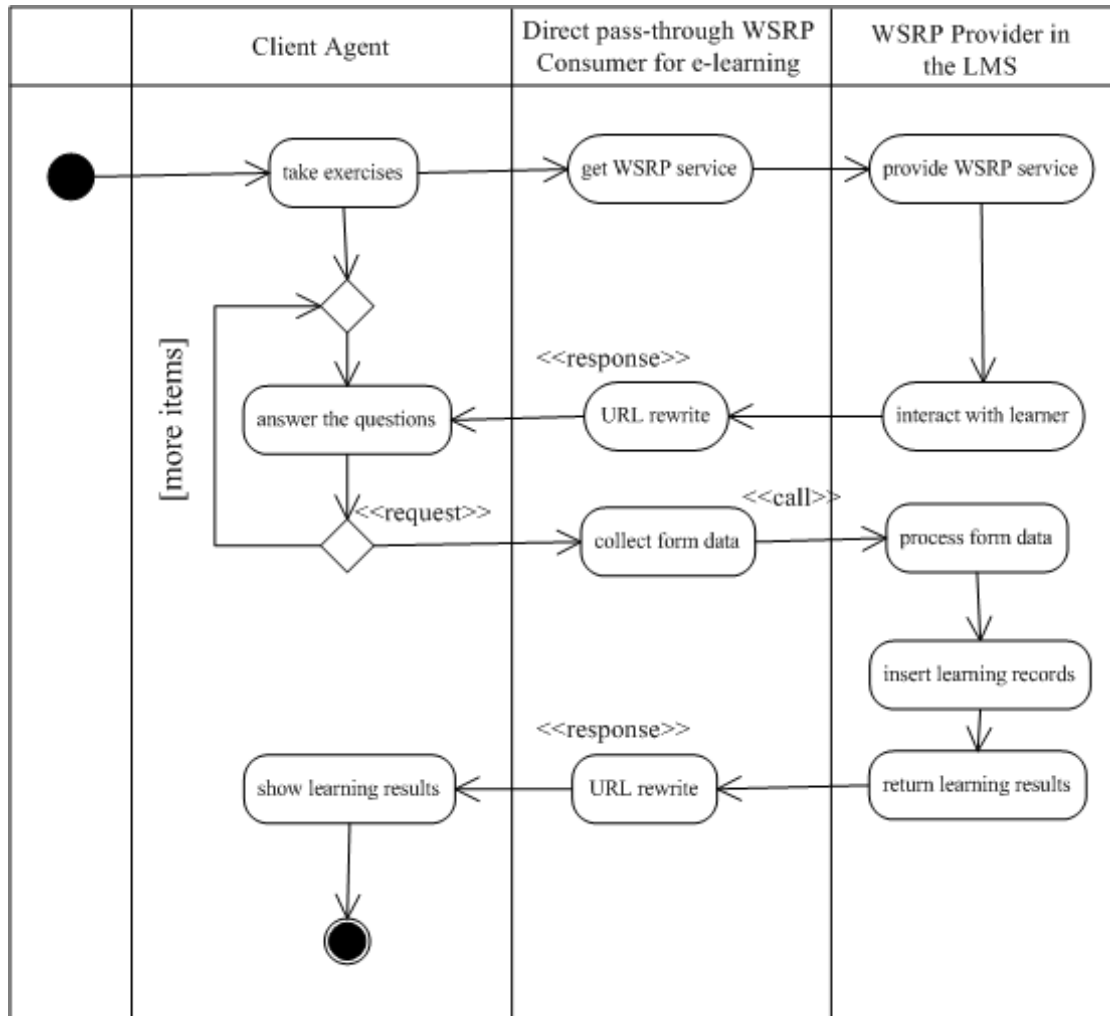 Client Agent
Direct pass-through WSRP
Consumer for e-learning
WSRP Provider in
the LMS
take exercises
get WSRP service
provide WSRP service
[more items]
<<response>>
answer the questions
URL rewrite
interact with learner
<<request>>
<<call>>
collect form data
process form data
insert learning records
<<response>>
show learning results
URL rewrite
return learning results